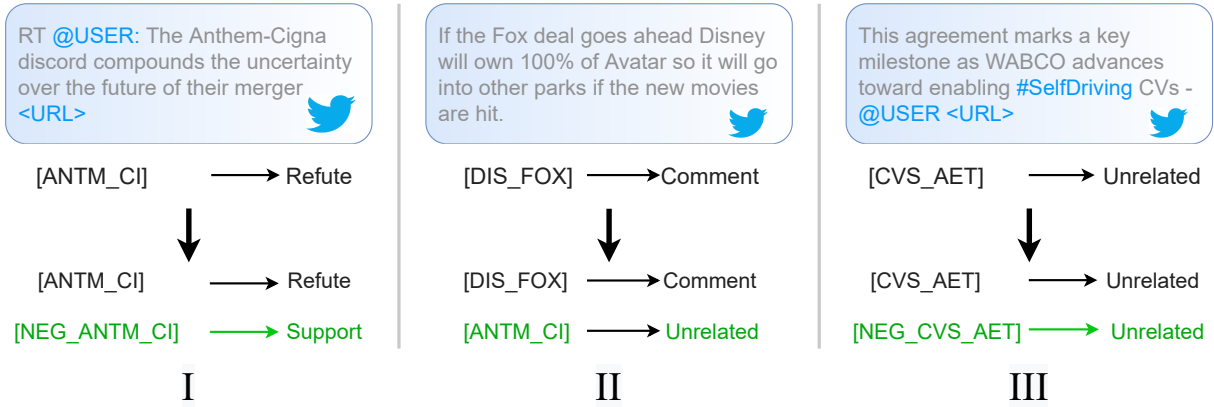 RT @USER: The Anthem-Cigna
discord compounds the uncertainty
over the future of their merger
<URL>
[ANTM_CI] Refute
[ANTM_CI] Refute
[NEG_ANTM_CI] Support
I
If the Fox deal goes ahead Disney
will own 100% of Avatar so it will go
into other parks if the new movies
are hit.
[DIS_FOX] Comment
[DIS_FOX] Comment
[ANTM_CI] Unrelated
II
This agreement marks a key
milestone as WABCO advances
toward enabling #SelfDriving CVs -
@USER <URL>
[CVS_AET] Unrelated
[CVS_AET] Unrelated
[NEG_CVS_AET] Unrelated
III